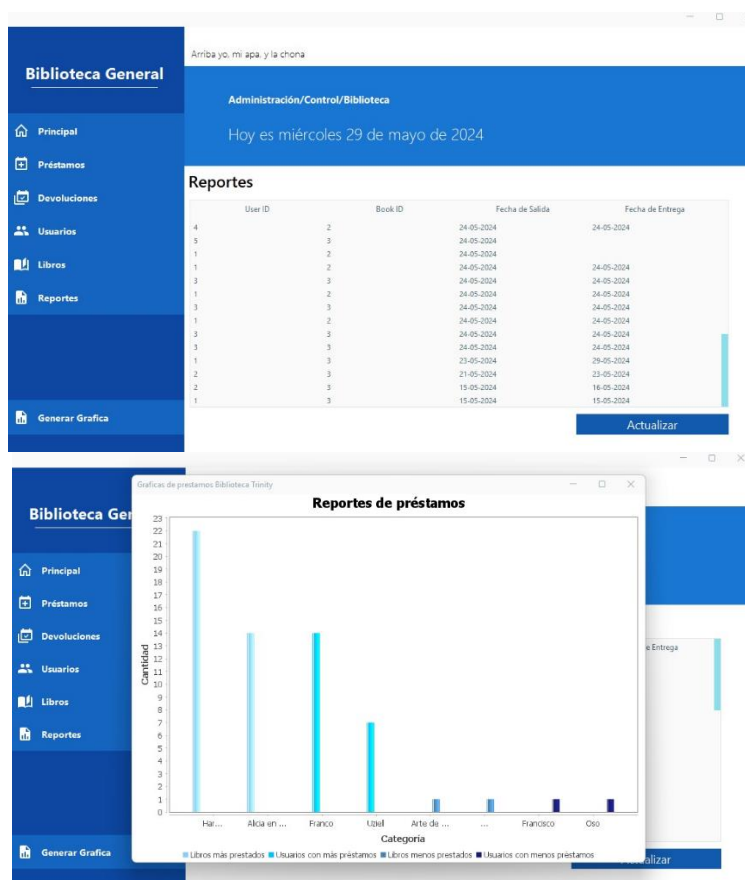 Arriba yo, mi apa, y la chona
Biblioteca General
Administración/Control/Biblioteca
Hoy es miércoles 29 de mayo de 2024
Principal
Préstamos
Devoluciones
Usuarios
Libros
Reportes
Generar Grafica
Reportes
User ID Book ID Fecha de Salida Fecha de Entrega
4 2 24-05-2024 24-05-2024
5 3 24-05-2024
1 2 24-05-2024
1 2 24-05-2024 24-05-2024
3 3 24-05-2024 24-05-2024
1 2 24-05-2024 24-05-2024
3 3 24-05-2024 24-05-2024
1 2 24-05-2024 24-05-2024
3 3 24-05-2024 24-05-2024
3 3 24-05-2024 24-05-2024
1 3 23-05-2024 29-05-2024
2 3 21-05-2024 23-05-2024
2 3 15-05-2024 16-05-2024
1 3 15-05-2024 15-05-2024
Actualizar
Biblioteca Ge
Principal
Préstamos
Devoluciones
Usuarios
Libros
Reportes
Generar Grafica
Graficas de prestamos Biblioteca Trinity
Reportes de préstamos
Cantidad
23
22
21
20
19
18
17
16
15
14
13
12
11
10
9
8
7
6
5
4
3
2
1
0
Har... Alicia en ... Franco Uziel Arte de ... ... Francisco Oso
Categoría
Libros más prestados Usuarios con más préstamos Libros menos prestados Usuarios con menos préstamos
e Entrega
alizar